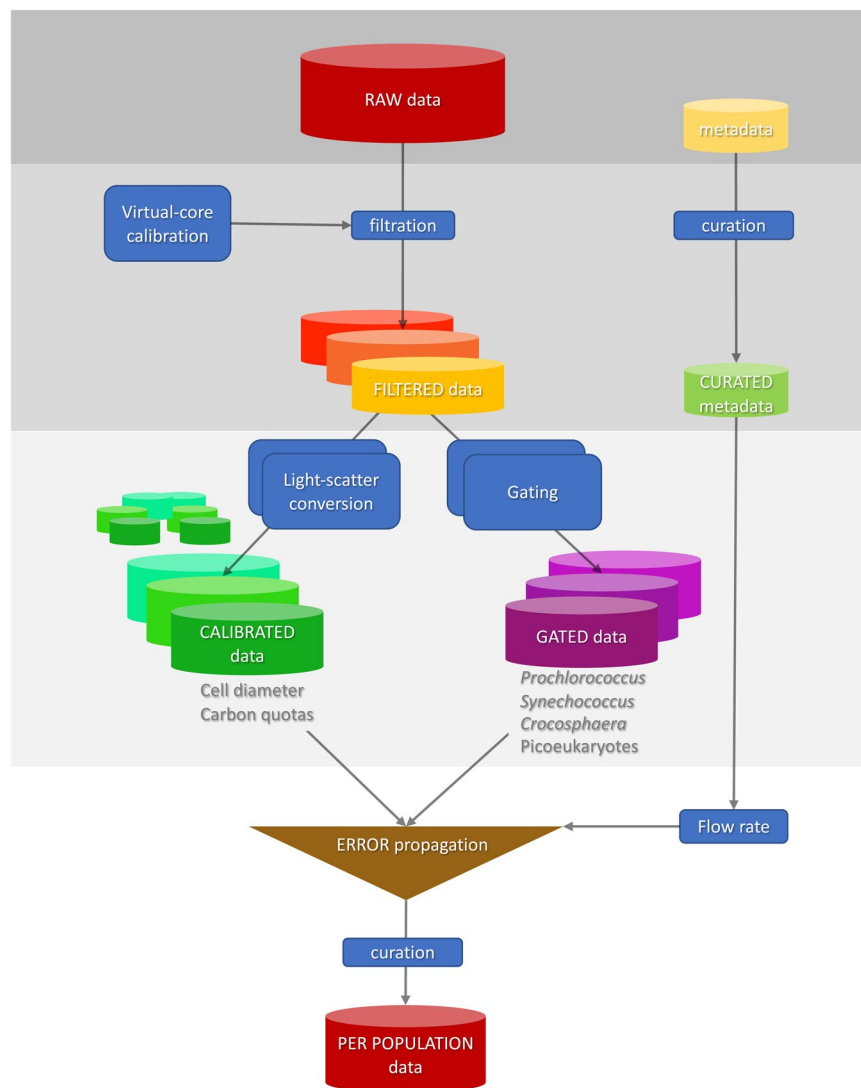 RAW data
metadata
Virtual-core
calibration
filtration
curation
FILTERED data
CURATED
metadata
Light-scatter
conversion
Gating
CALIBRATED
data
GATED data
Cell diameter
Carbon quotas
Prochlorococcus
Synechococcus
Crocosphaera
Picoeukaryotes
Flow rate
ERROR propagation
curation
PER POPULATION
data